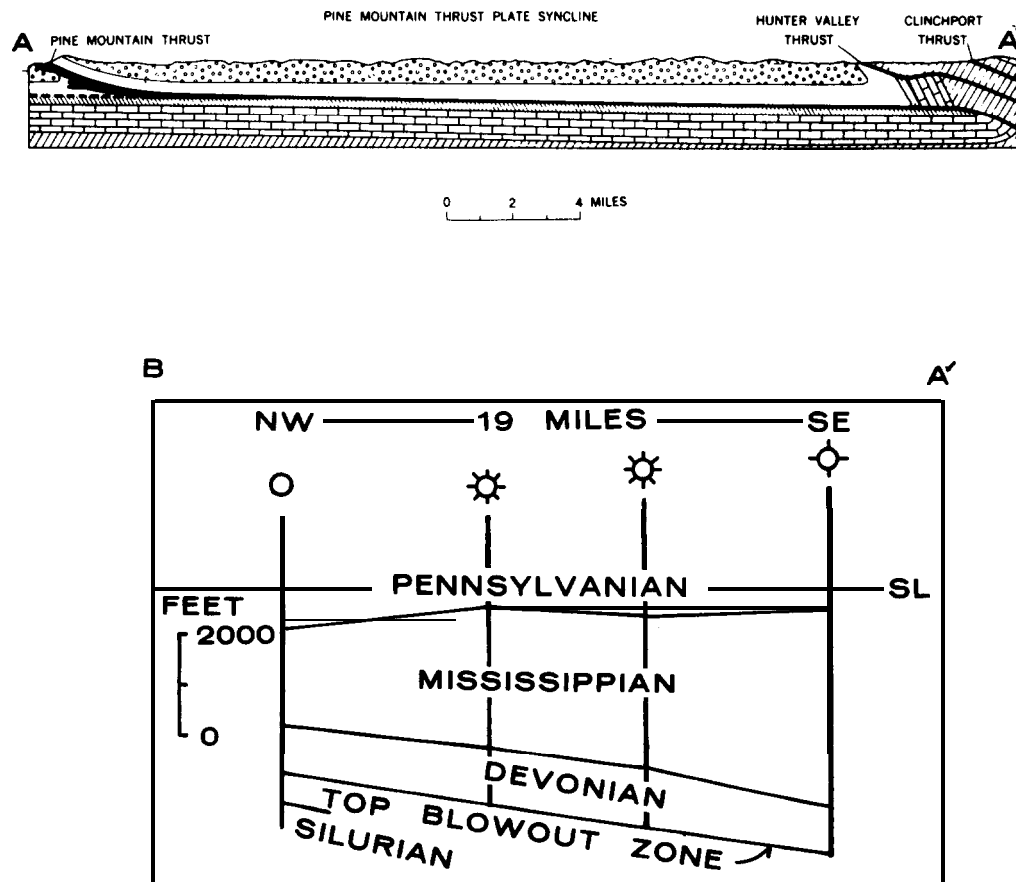 PINE MOUNTAIN THRUST PLATE SYNCLINE
A
PINE MOUNTAIN THRUST
HUNTER VALLEY
THRUST
CLINCHPORT
THRUST
A'
0 2 4 MILES
B
A'
NW 19 MILES SE
PENNSYLVANIAN
SL
FEET
2000
MISSISSIPPIAN
0
DEVONIAN
TOP BLOWOUT ZONE
SILURIAN